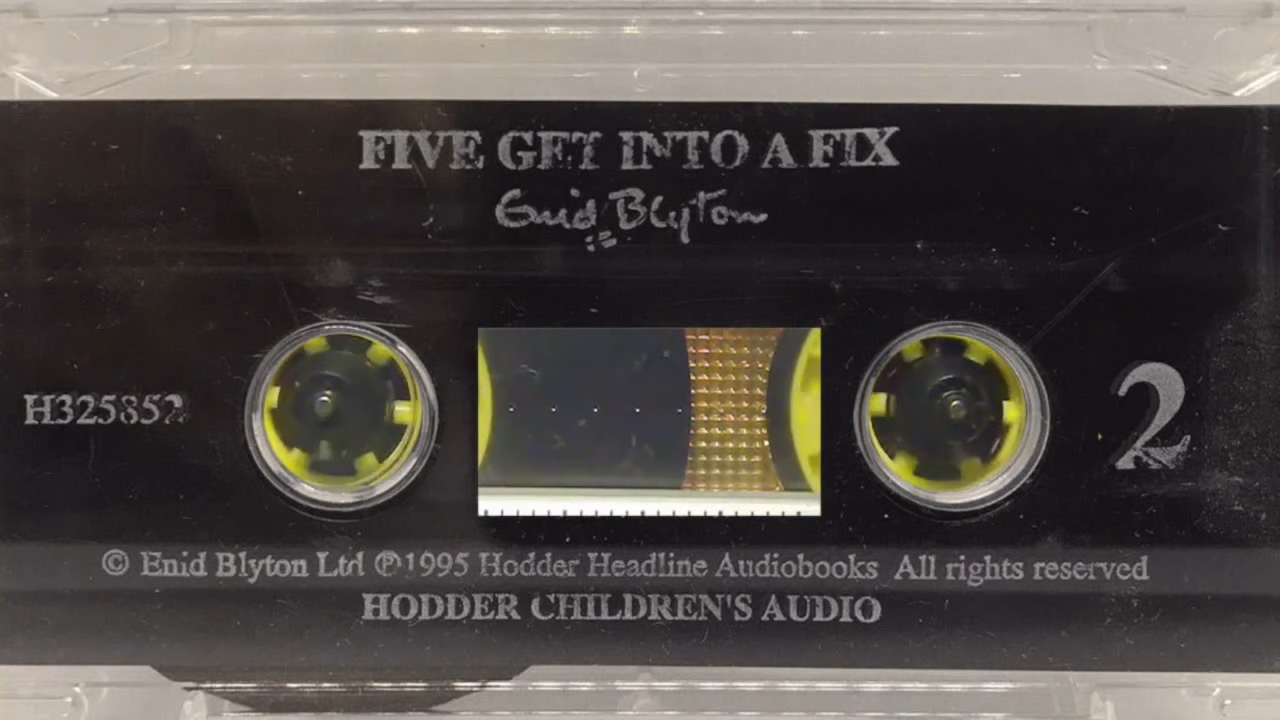 FIVE GET INTO A FIX
Enid Blyton
H325852
2
© Enid Blyton Ltd ℗1995 Hodder Headline Audiobooks All rights reserved
HODDER CHILDREN'S AUDIO